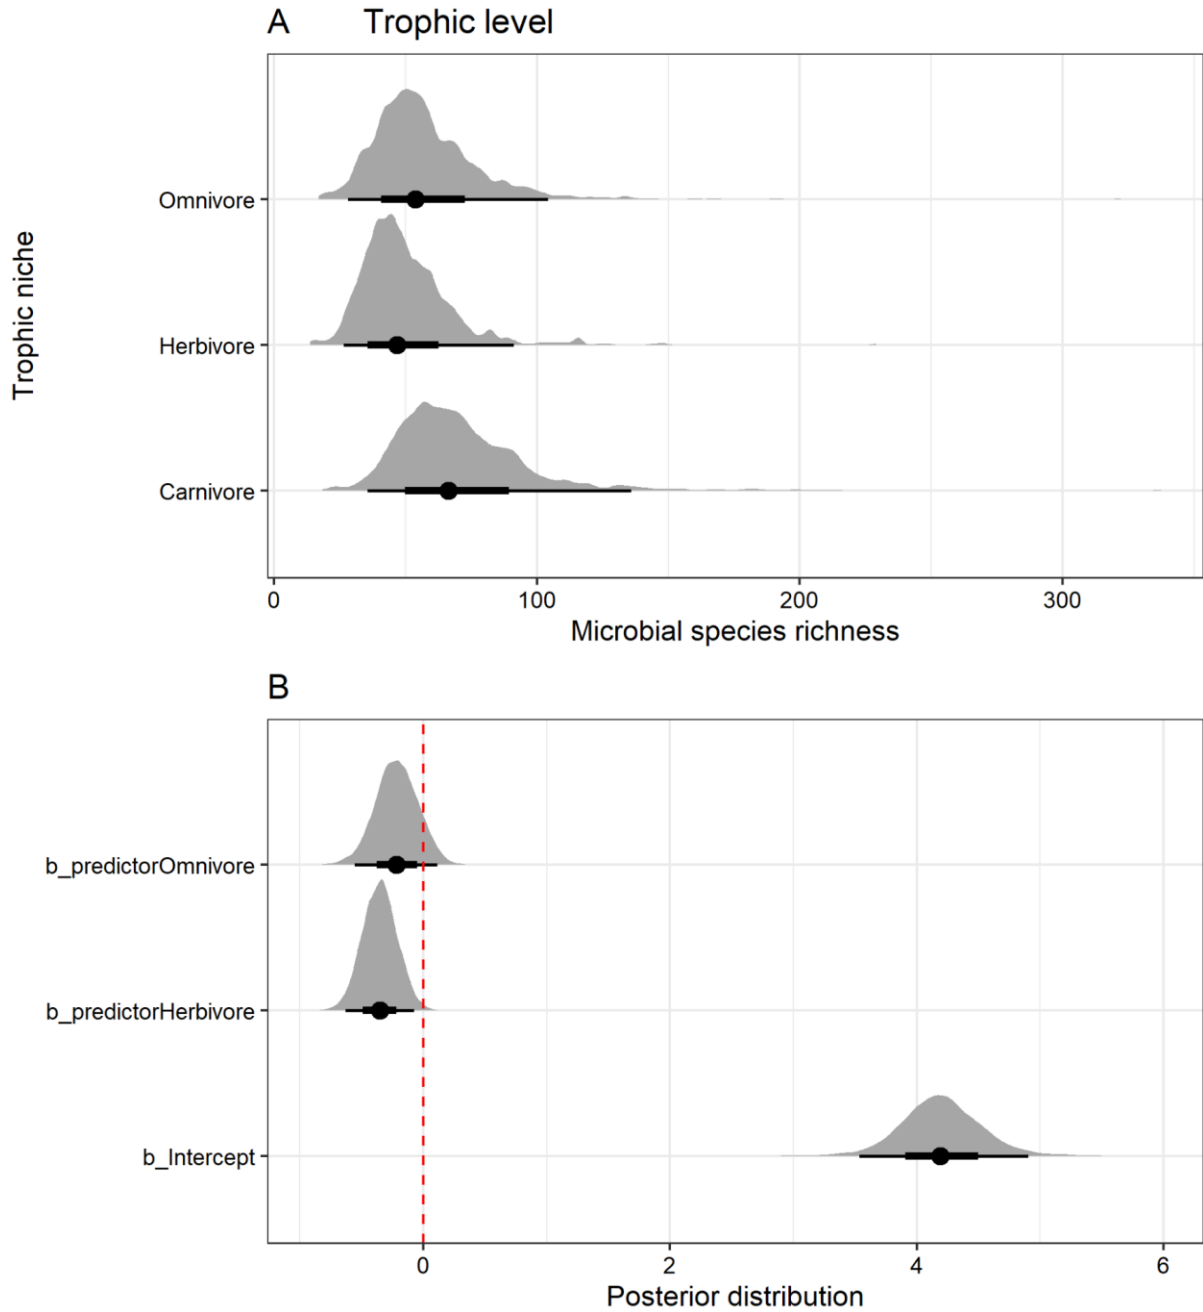 A Trophic level
Trophic niche
Omnivore
Herbivore
Carnivore
0 100 200 300
Microbial species richness
B
b_predictorOmnivore
b_predictorHerbivore
b_Intercept
0 2 4 6
Posterior distribution